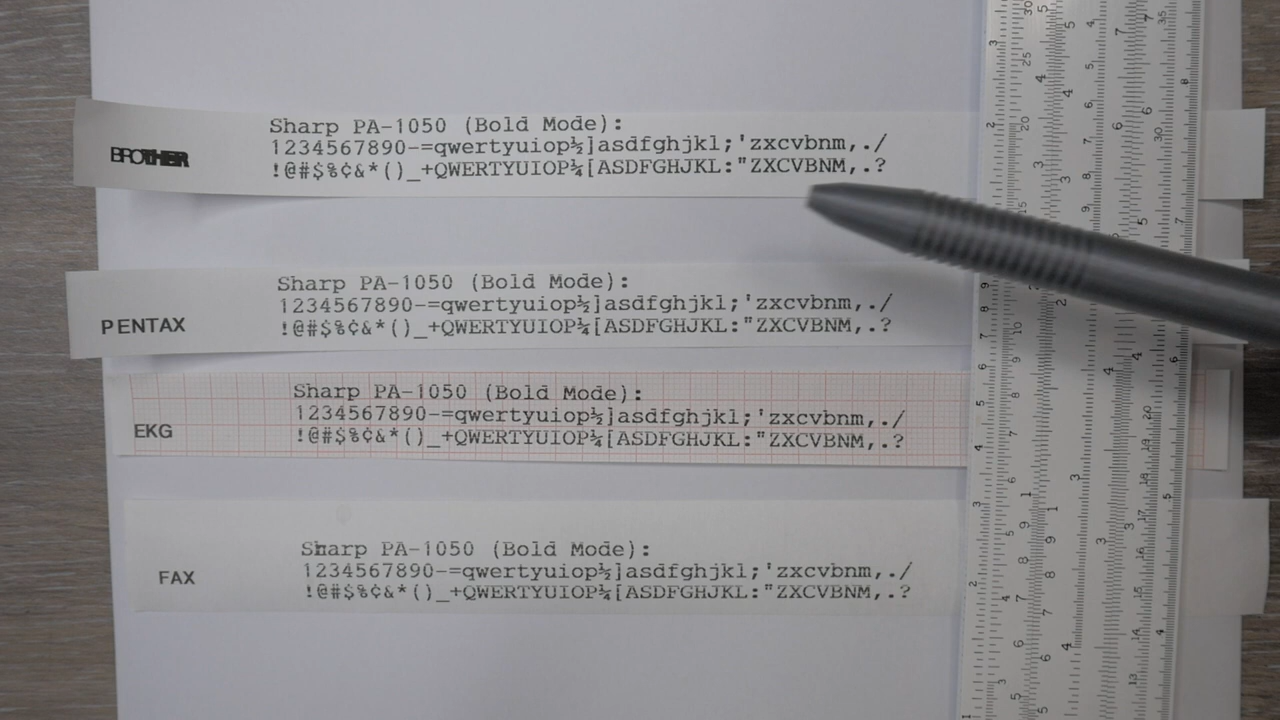 Sharp PA-1050 (Bold Mode):
1234567890-=qwertyuiop½]asdfghjkl;'zxcvbnm,./
BROTHER
!@#$%¢&*()_+QWERTYUIOP¼[ASDFGHJKL:"ZXCVBNM,.?
Sharp PA-1050 (Bold Mode):
1234567890-=qwertyuiop½]asdfghjkl;'zxcvbnm,./
PENTAX
!@#$%¢&*()_+QWERTYUIOP¼[ASDFGHJKL:"ZXCVBNM,.?
Sharp PA-1050 (Bold Mode):
1234567890-=qwertyuiop½]asdfghjkl;'zxcvbnm,./
EKG
!@#$%¢&*()_+QWERTYUIOP¼[ASDFGHJKL:"ZXCVBNM,.?
Sharp PA-1050 (Bold Mode):
1234567890-=qwertyuiop½]asdfghjkl;'zxcvbnm,./
FAX
!@#$%¢&*()_+QWERTYUIOP¼[ASDFGHJKL:"ZXCVBNM,.?